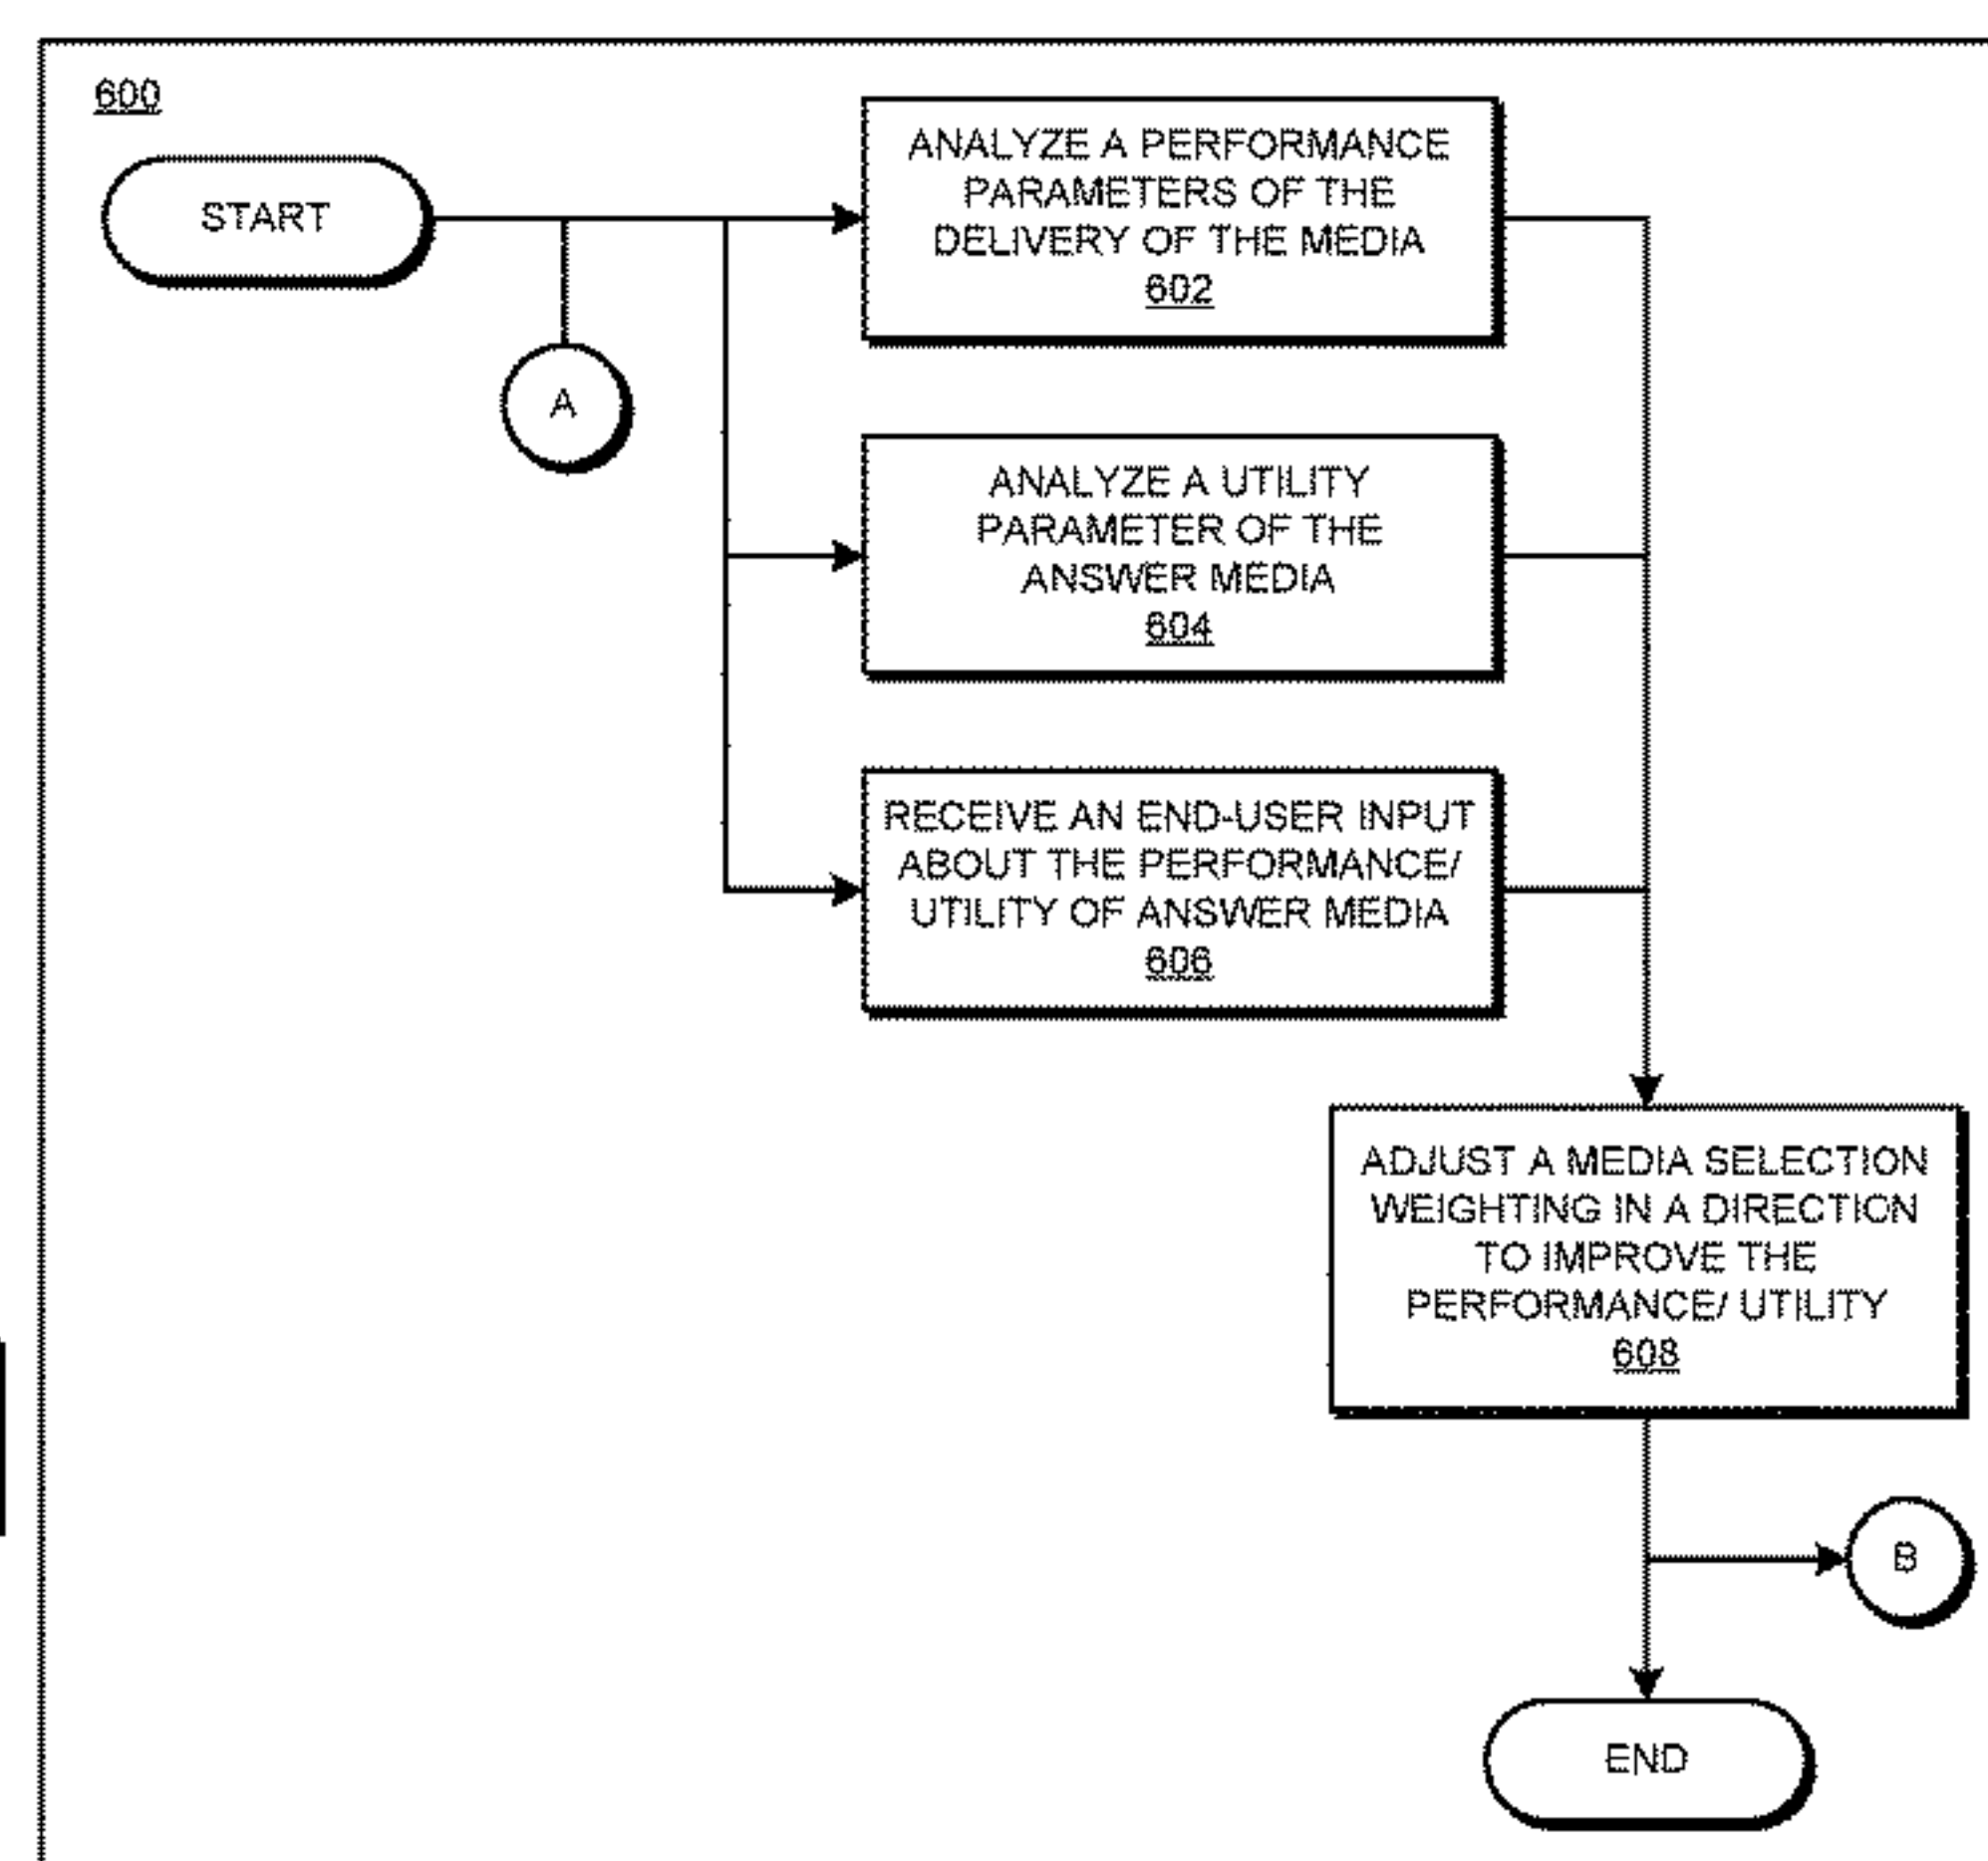 600
START
A
ANALYZE A PERFORMANCE
PARAMETERS OF THE
DELIVERY OF THE MEDIA
602
ANALYZE A UTILITY
PARAMETER OF THE
ANSWER MEDIA
604
RECEIVE AN END-USER INPUT
ABOUT THE PERFORMANCE/
UTILITY OF ANSWER MEDIA
606
ADJUST A MEDIA SELECTION
WEIGHTING IN A DIRECTION
TO IMPROVE THE
PERFORMANCE/ UTILITY
608
B
END